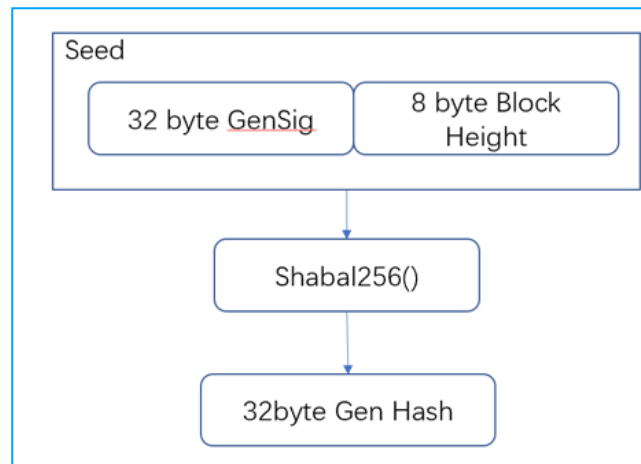 Seed
32 byte GenSig
8 byte Block
Height
Shabal256()
32byte Gen Hash